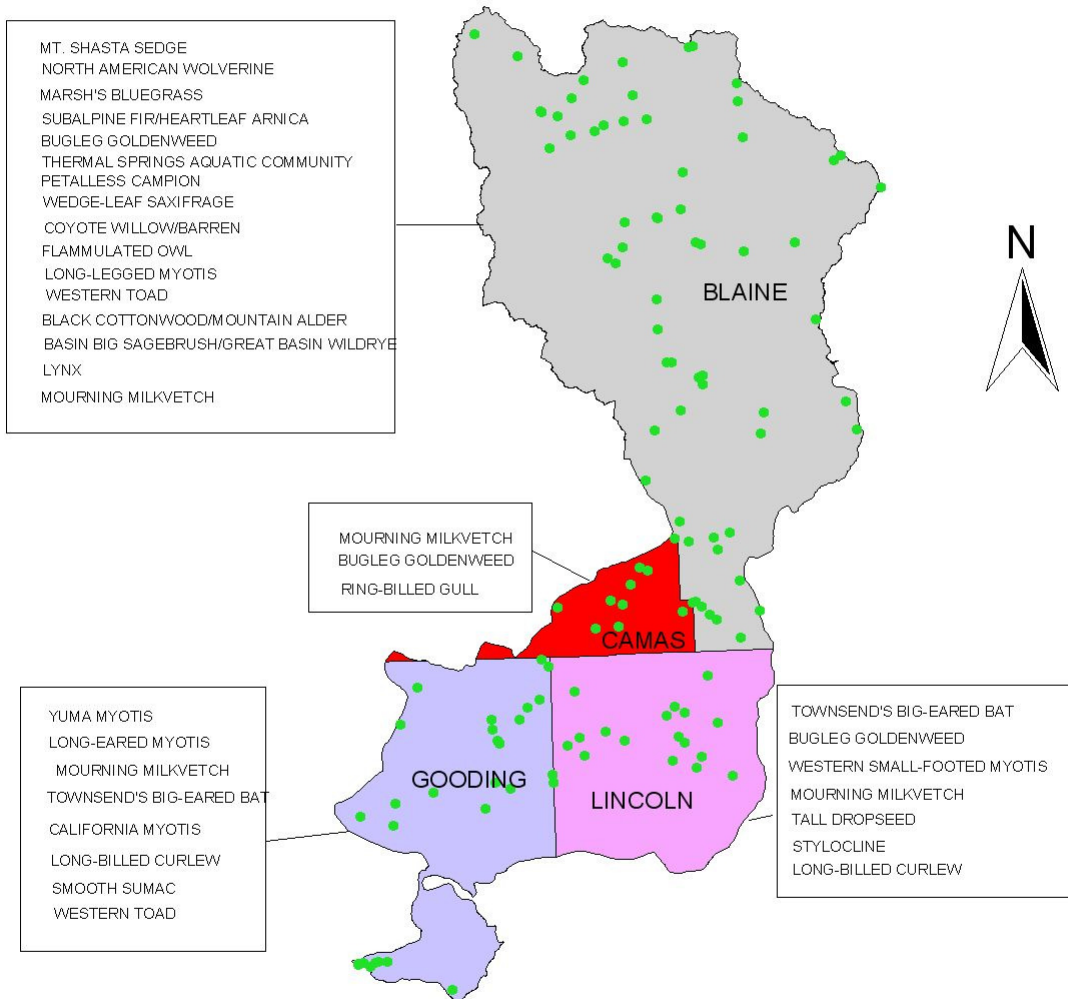 MT. SHASTA SEDGE
NORTH AMERICAN WOLVERINE
MARSH'S BLUEGRASS
SUBALPINE FIR/HEARTLEAF ARNICA
BUGLEG GOLDENWEED
THERMAL SPRINGS AQUATIC COMMUNITY
PETALLESS CAMPION
WEDGE-LEAF SAXIFRAGE
COYOTE WILLOW/BARREN
FLAMMULATED OWL
LONG-LEGGED MYOTIS
WESTERN TOAD
BLACK COTTONWOOD/MOUNTAIN ALDER
BASIN BIG SAGEBRUSH/GREAT BASIN WILDRYE
LYNX
MOURNING MILKVETCH
N
BLAINE
MOURNING MILKVETCH
BUGLEG GOLDENWEED
RING-BILLED GULL
CAMAS
YUMA MYOTIS
LONG-EARED MYOTIS
MOURNING MILKVETCH
TOWNSEND'S BIG-EARED BAT
CALIFORNIA MYOTIS
LONG-BILLED CURLEW
SMOOTH SUMAC
WESTERN TOAD
GOODING
LINCOLN
TOWNSEND'S BIG-EARED BAT
BUGLEG GOLDENWEED
WESTERN SMALL-FOOTED MYOTIS
MOURNING MILKVETCH
TALL DROPSEED
STYLOCLINE
LONG-BILLED CURLEW